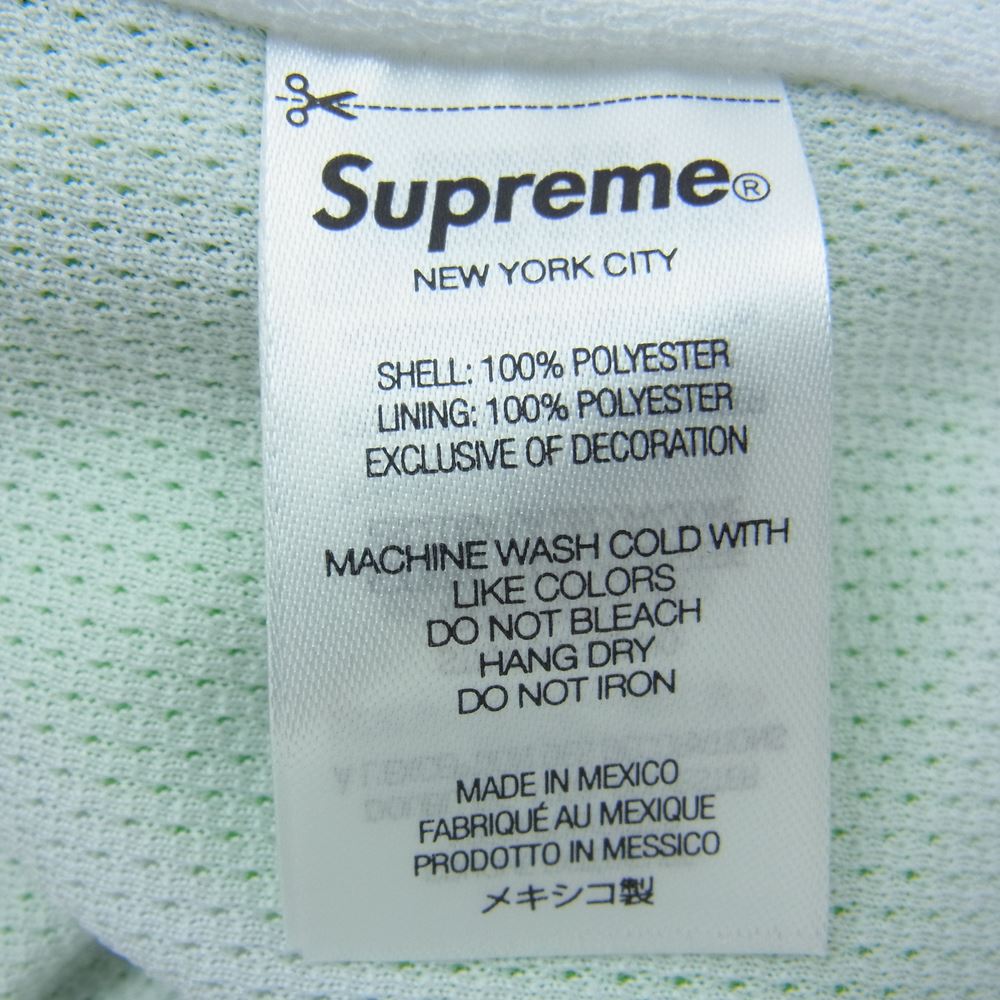 Supreme®
NEW YORK CITY
SHELL: 100% POLYESTER
LINING: 100% POLYESTER
EXCLUSIVE OF DECORATION
MACHINE WASH COLD WITH
LIKE COLORS
DO NOT BLEACH
HANG DRY
DO NOT IRON
MADE IN MEXICO
FABRIQUÉ AU MEXIQUE
PRODOTTO IN MESSICO
メキシコ製